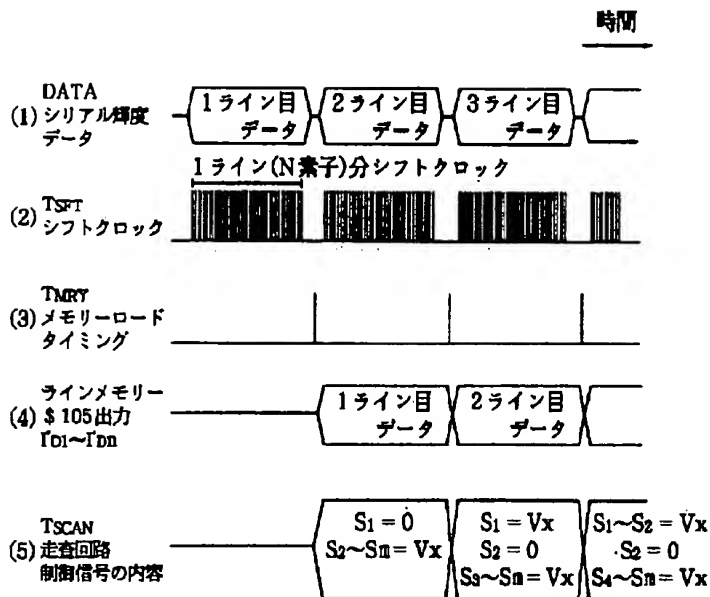 時間
DATA
(1) シリアル輝度
データ
1ライン目
データ
2ライン目
データ
3ライン目
データ
1ライン(N素子)分シフトクロック
(2) TSFT
シフトクロック
TMRY
(3) メモリーロード
タイミング
ラインメモリー
(4) $ 105出力
I'D1~I'Dn
1ライン目
データ
2ライン目
データ
TSCAN
(5) 走査回路
制御信号の内容
S1 = 0
S2~Sm = Vx
S1 = Vx
S2 = 0
S3~Sm = Vx
S1~S2 = Vx
S2 = 0
S4~Sm = Vx